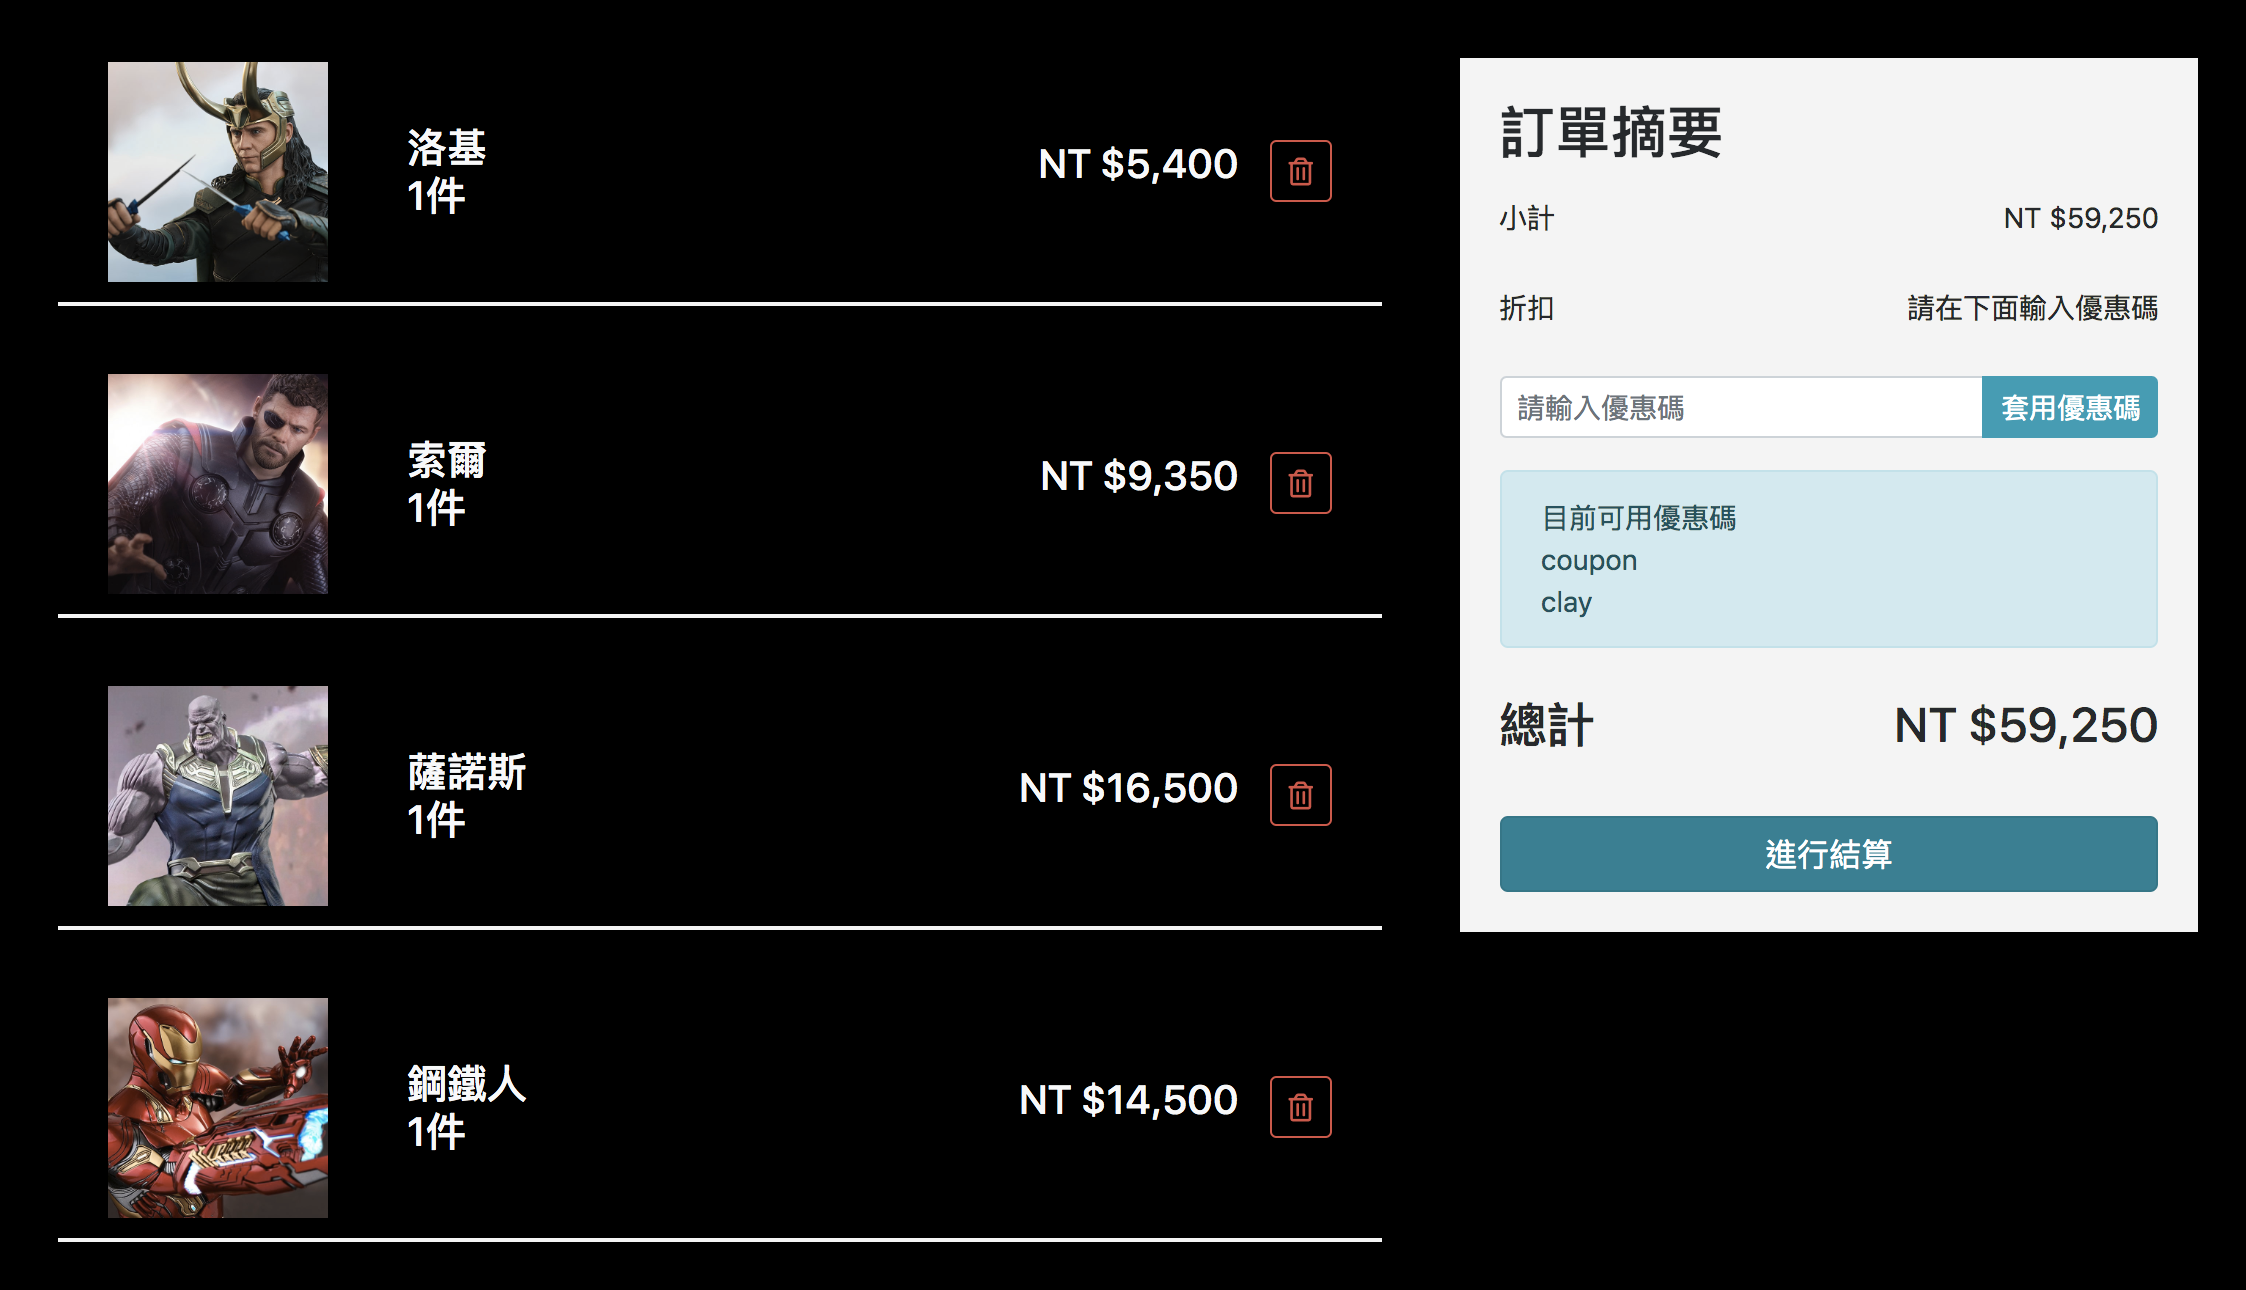 洛基
1件
NT $5,400
索爾
1件
NT $9,350
薩諾斯
1件
NT $16,500
鋼鐵人
1件
NT $14,500
訂單摘要
小計 NT $59,250
折扣 請在下面輸入優惠碼
請輸入優惠碼 套用優惠碼
目前可用優惠碼
coupon
clay
總計 NT $59,250
進行結算